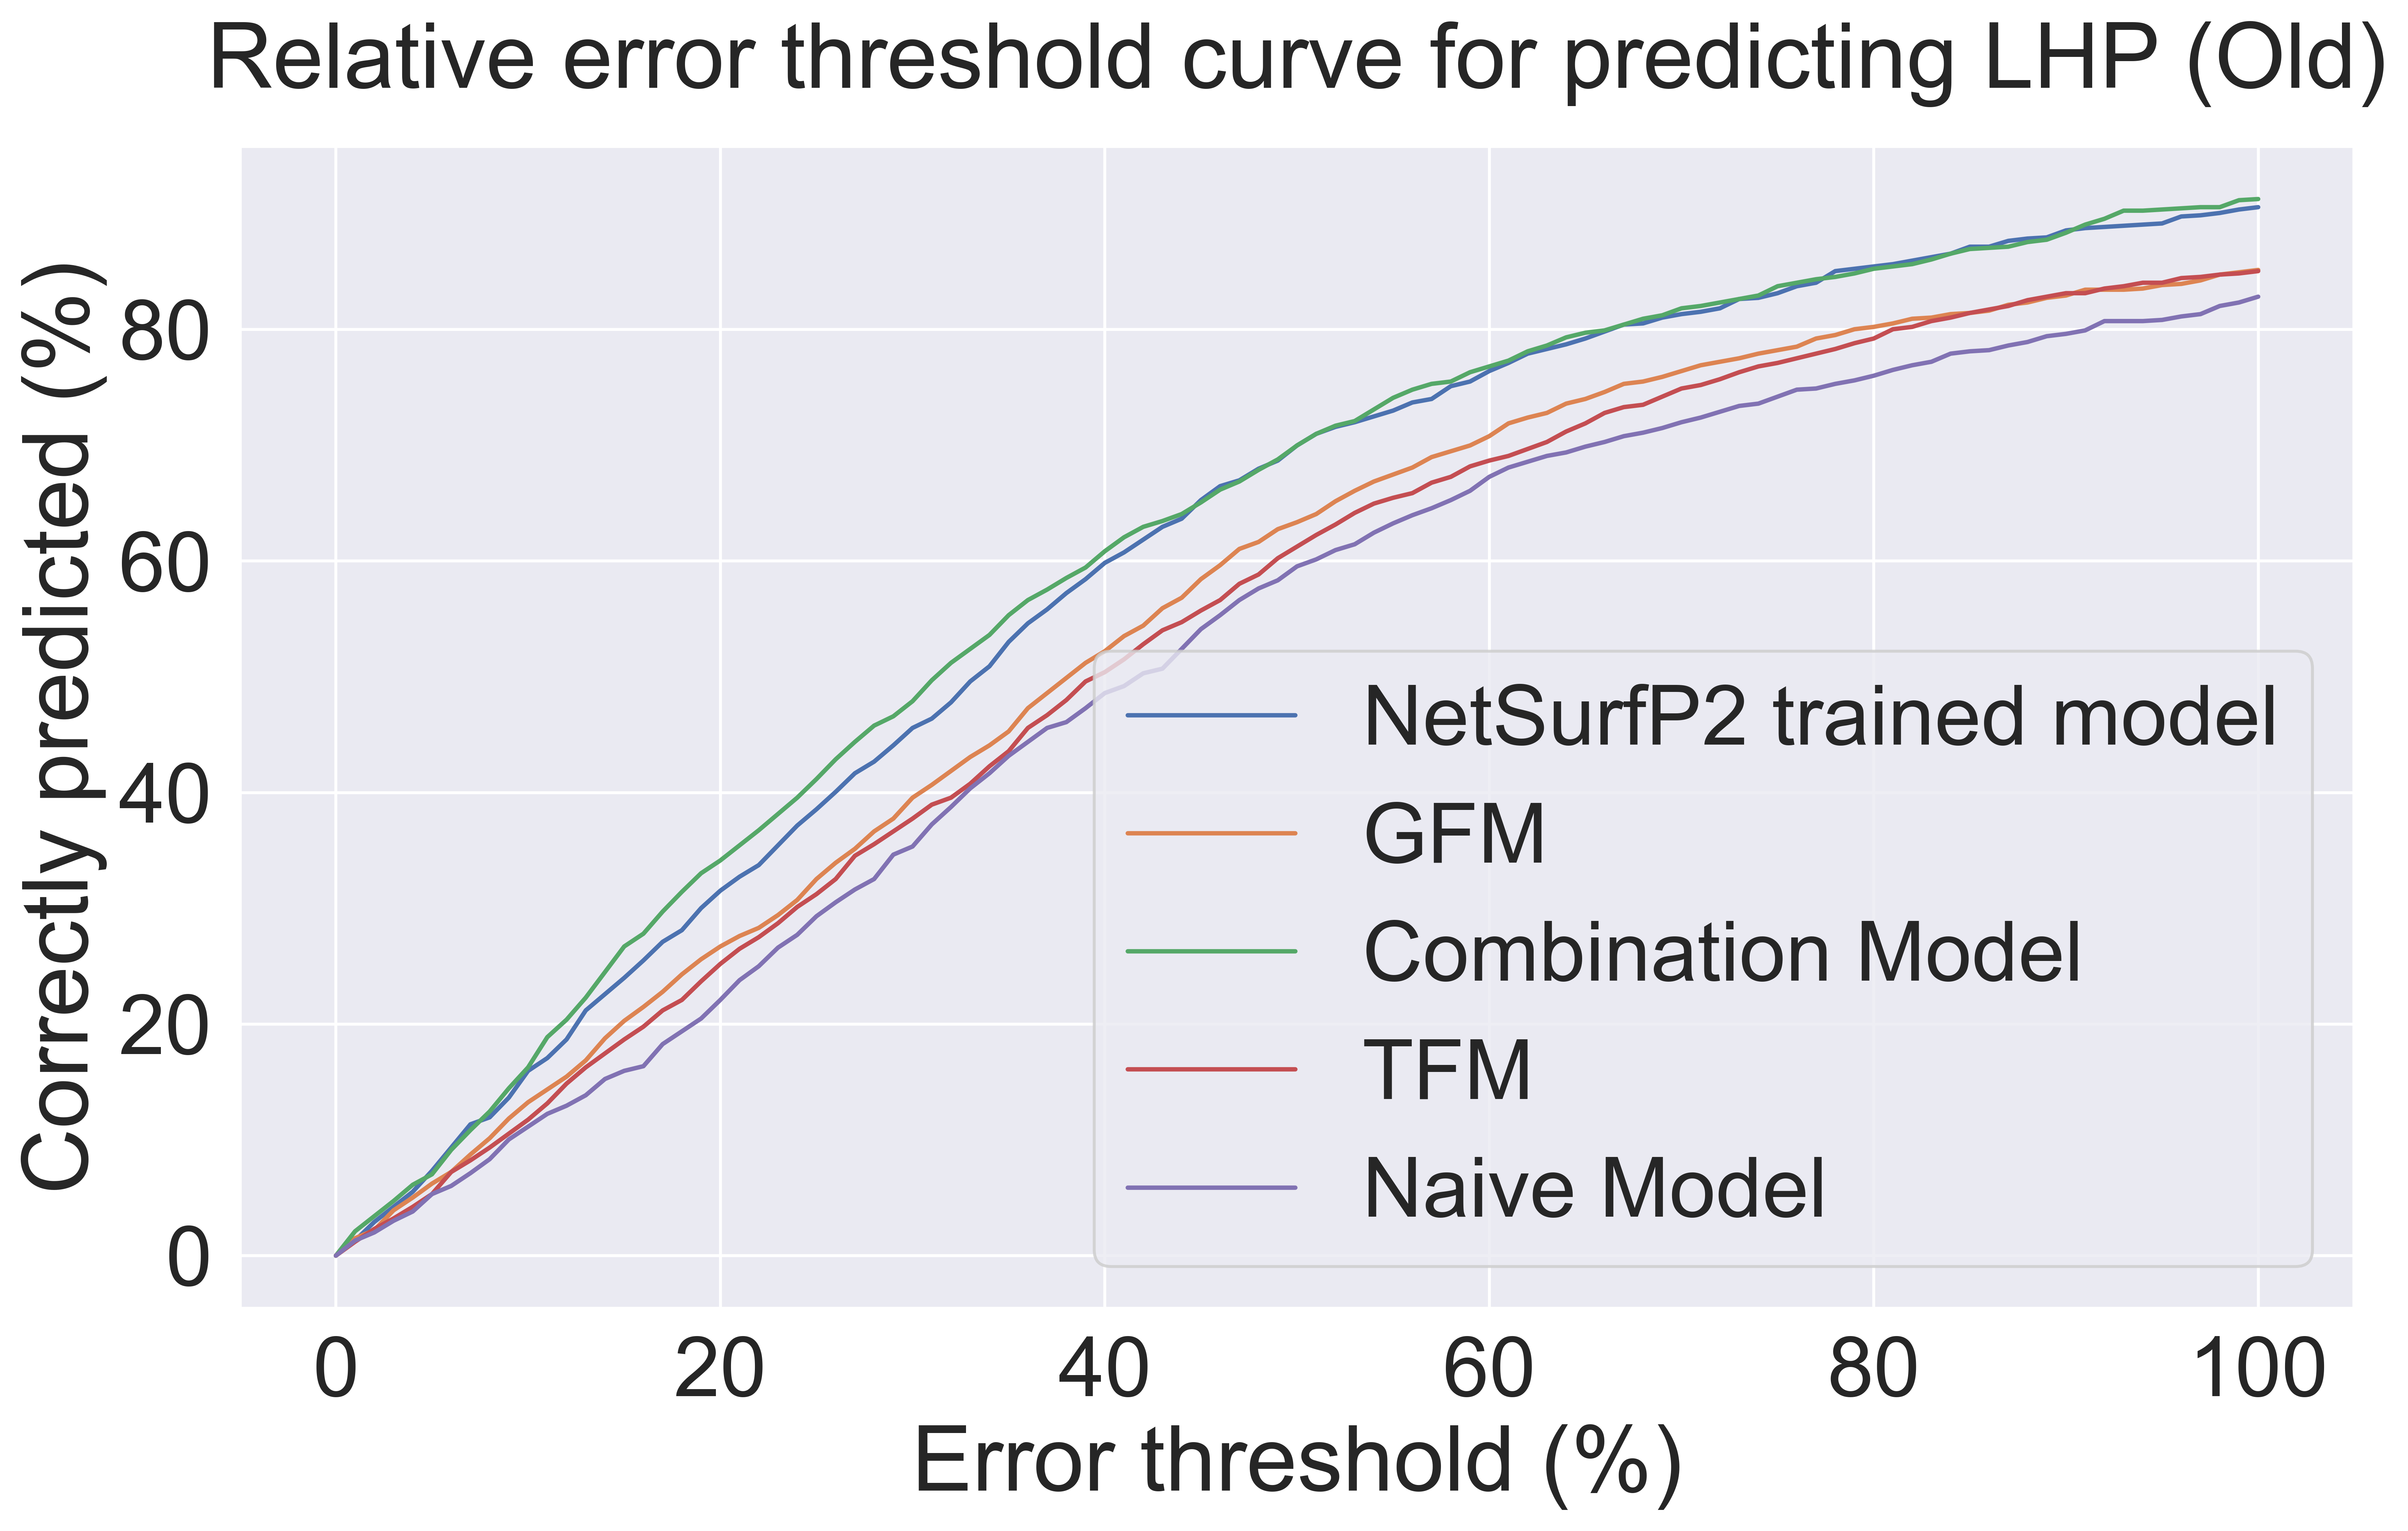 Relative error threshold curve for predicting LHP (Old)
Correctly predicted (%)
80
60
40
20
0
NetSurfP2 trained model
GFM
Combination Model
TFM
Naive Model
0 20 40 60 80 100
Error threshold (%)